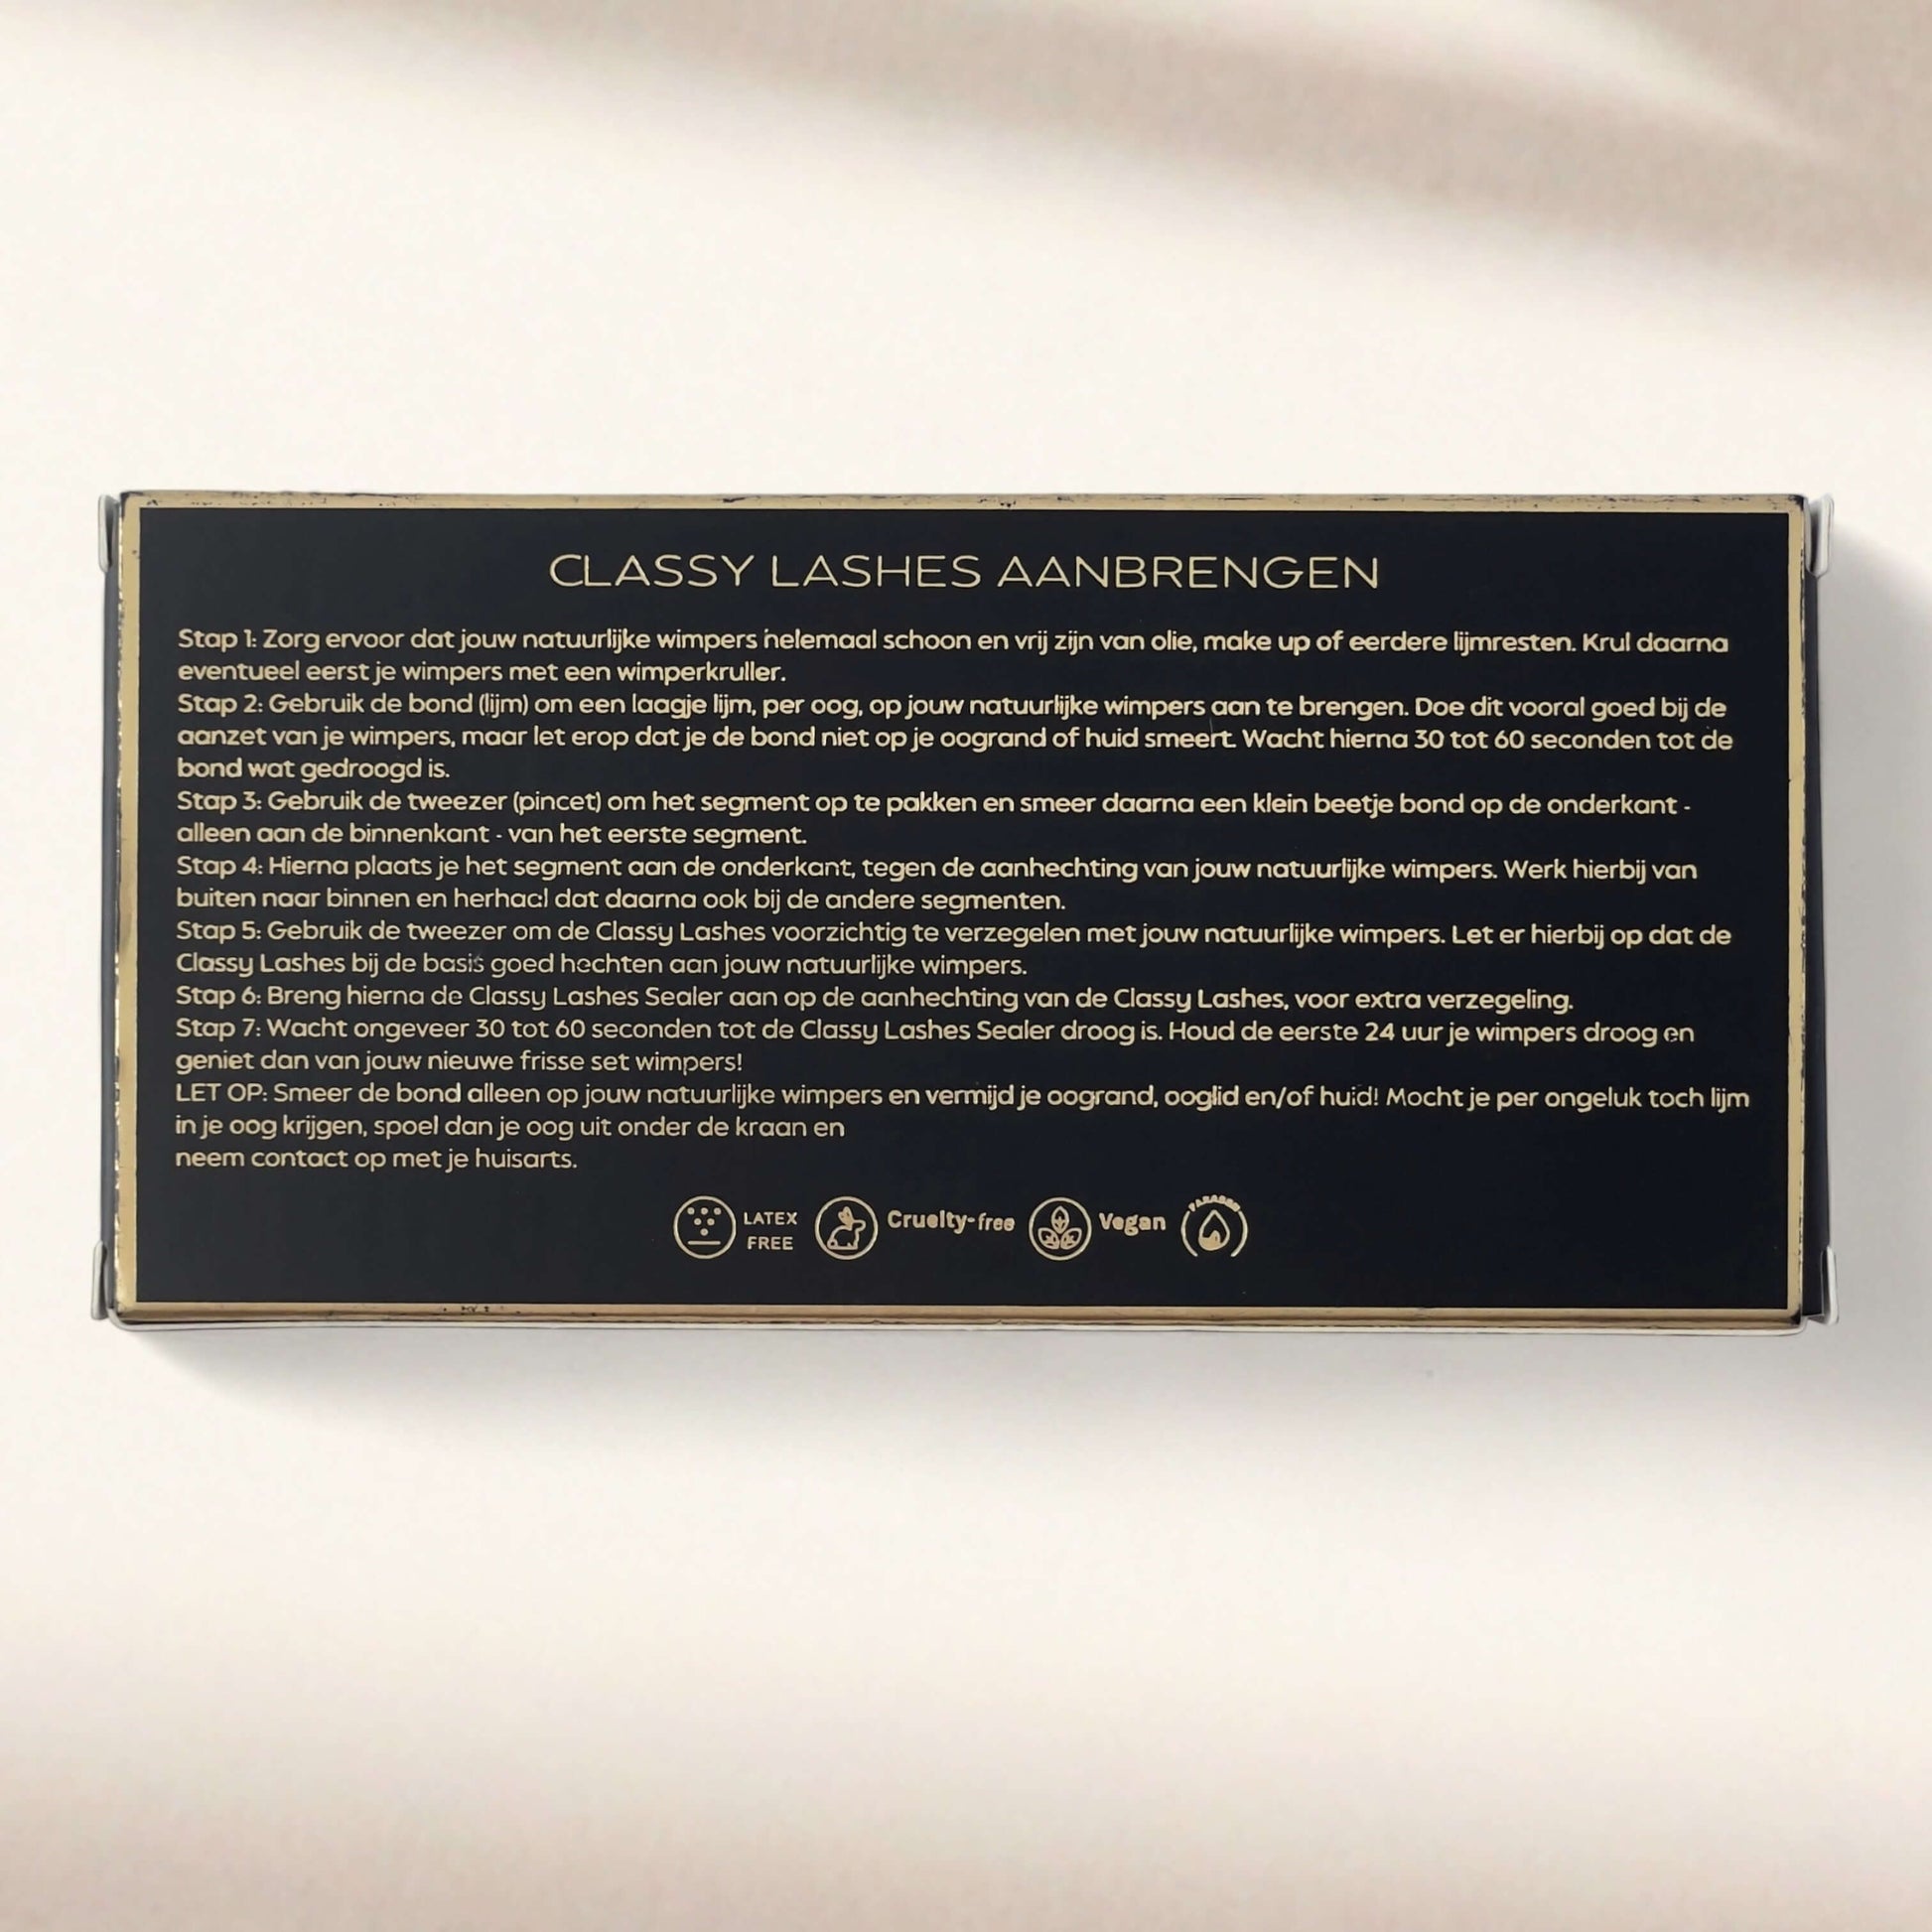 CLASSY LASHES AANBRENGEN
Stap 1: Zorg ervoor dat jouw natuurlijke wimpers helemaal schoon en vrij zijn van olie, make up of eerdere lijmresten. Krul daarna
eventueel eerst je wimpers met een wimperkruller.
Stap 2: Gebruik de bond (lijm) om een laagje lijm, per oog, op jouw natuurlijke wimpers aan te brengen. Doe dit vooral goed bij de
aanzet van je wimpers, maar let erop dat je de bond niet op je oogrand of huid smeert. Wacht hierna 30 tot 60 seconden tot de
bond wat gedroogd is.
Stap 3: Gebruik de tweezer (pincet) om het segment op te pakken en smeer daarna een klein beetje bond op de onderkant -
alleen aan de binnenkant - van het eerste segment.
Stap 4: Hierna plaats je het segment aan de onderkant, tegen de aanhechting van jouw natuurlijke wimpers. Werk hierbij van
buiten naar binnen en herhaal dat daarna ook bij de andere segmenten.
Stap 5: Gebruik de tweezer om de Classy Lashes voorzichtig te verzegelen met jouw natuurlijke wimpers. Let er hierbij op dat de
Classy Lashes bij de basis goed hechten aan jouw natuurlijke wimpers.
Stap 6: Breng hierna de Classy Lashes Sealer aan op de aanhechting van de Classy Lashes, voor extra verzegeling.
Stap 7: Wacht ongeveer 30 tot 60 seconden tot de Classy Lashes Sealer droog is. Houd de eerste 24 uur je wimpers droog en
geniet dan van jouw nieuwe frisse set wimpers!
LET OP: Smeer de bond alleen op jouw natuurlijke wimpers en vermijd je oogrand, ooglid en/of huid! Mocht je per ongeluk toch lijm
in je oog krijgen, spoel dan je oog uit onder de kraan en
neem contact op met je huisarts.
LATEX
FREE
Cruelty-free
Vegan